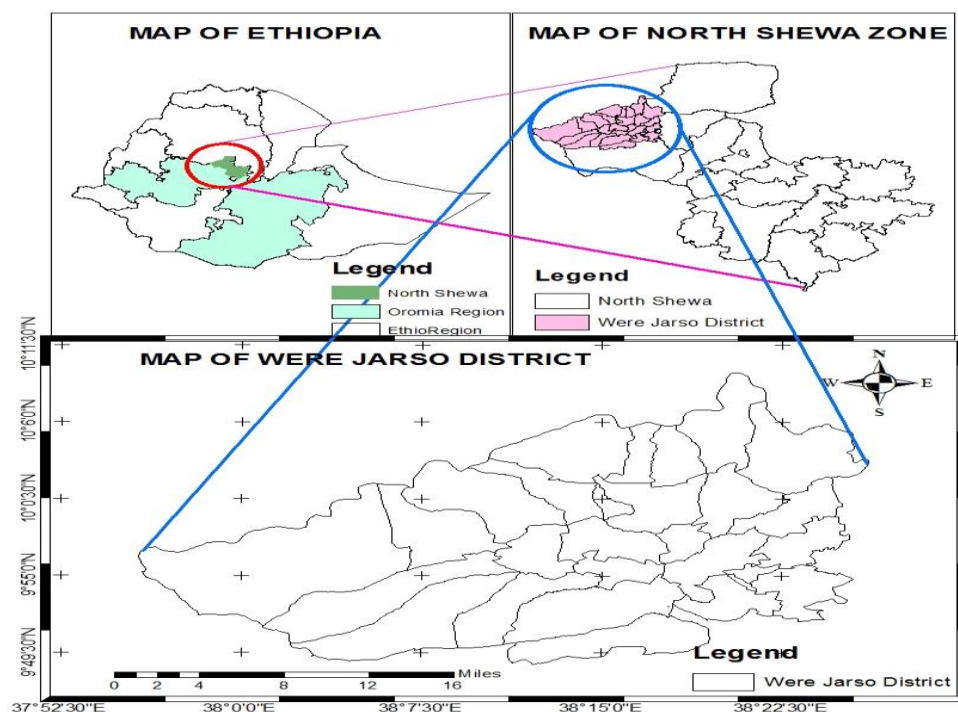 MAP OF ETHIOPIA
Legend
North Shewa
Oromia Region
EthioRegion
MAP OF NORTH SHEWA ZONE
Legend
North Shewa
Were Jarso District
MAP OF WERE JARSO DISTRICT
N
W E
S
10°11'30"N
10°6'0"N
10°0'30"N
9°55'0"N
9°49'30"N
Legend
Were Jarso District
Miles
0 2 4 8 12 16
37°52'30"E 38°0'0"E 38°7'30"E 38°15'0"E 38°22'30"E